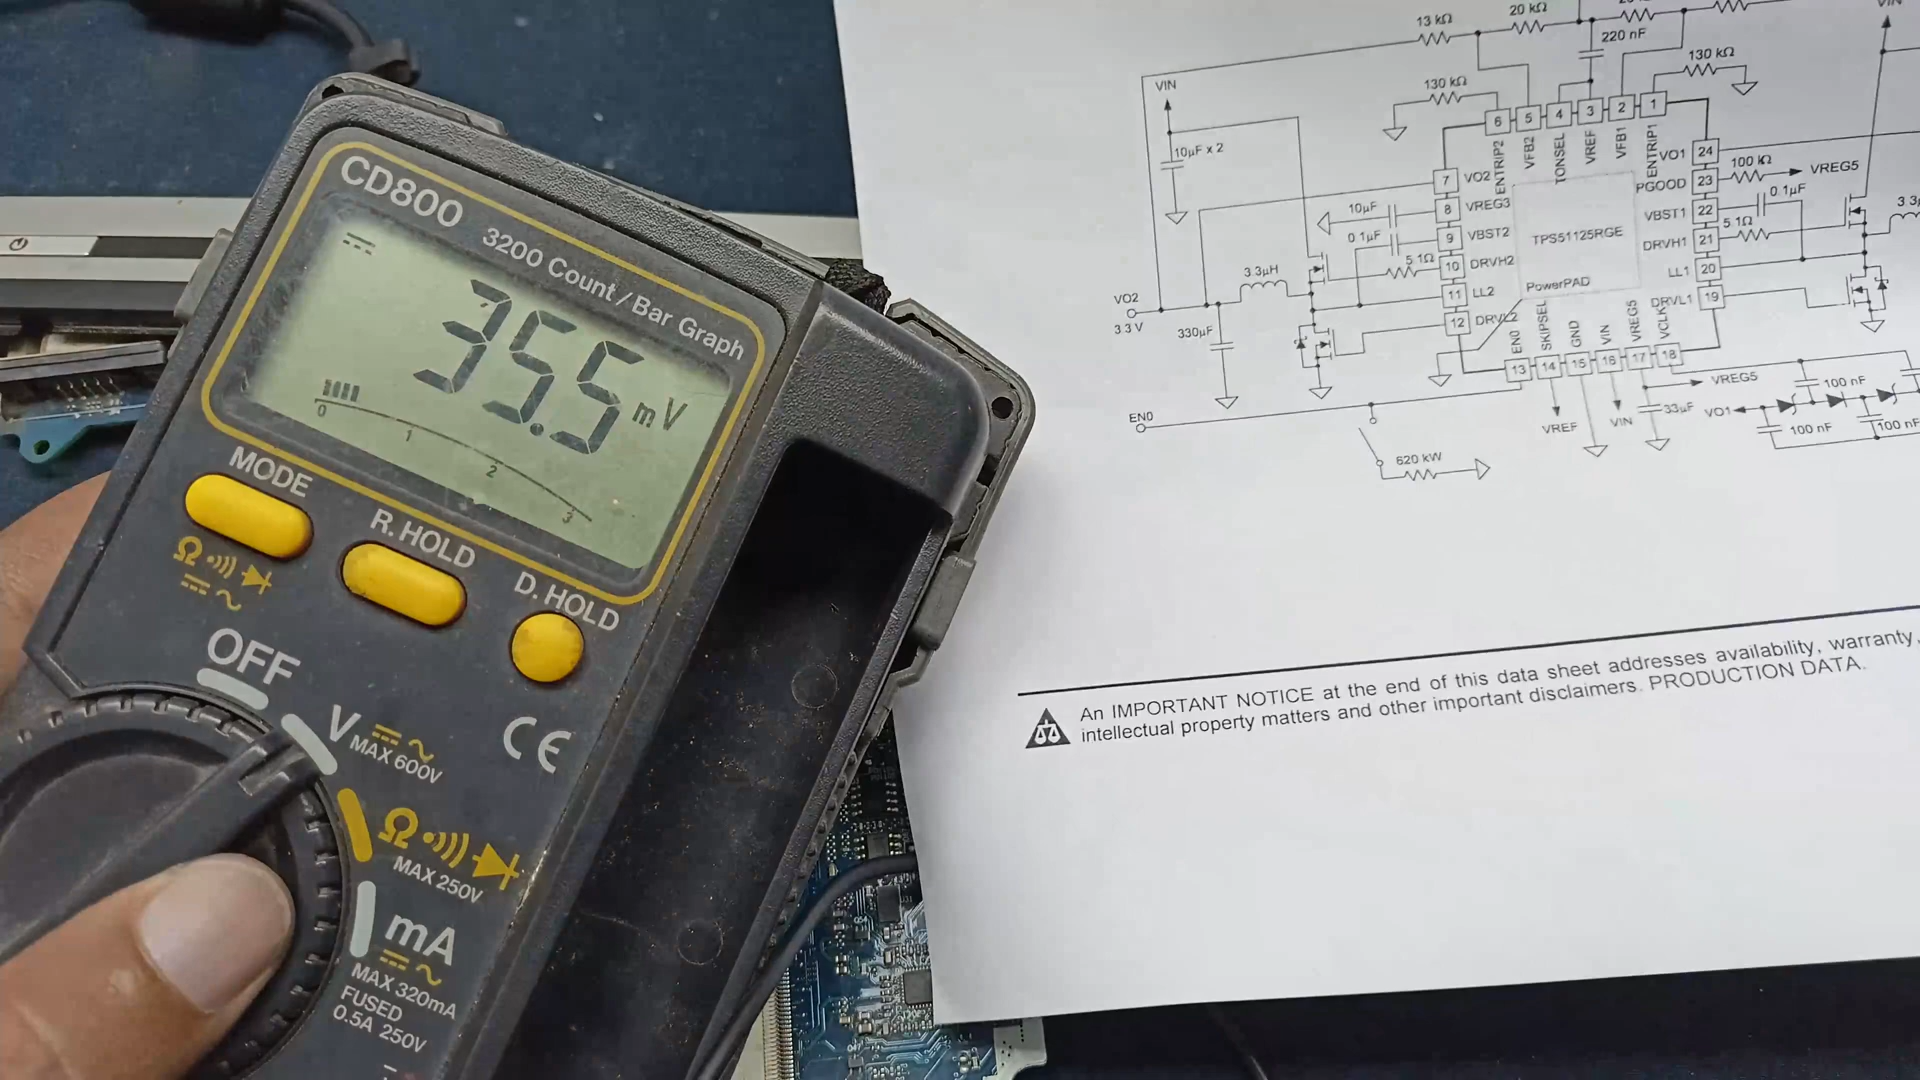 CD800
3200 Count/Bar Graph
35.5 mV
0 1 2 3
MODE
R.HOLD
D.HOLD
OFF
V
MAX 600V
CE
Ω
MAX 250V
mA
MAX 320mA
FUSED
0.5A 250V
13 kΩ
20 kΩ
220 nF
130 kΩ
130 kΩ
VIN
10µF x 2
6 5 4 3 2 1
ENTRIP2
VFB2
TONSEL
VREF
VFB1
ENTRIP1
7 VO2
8 VREG3
9 VBST2
10 DRVH2
11 LL2
12 DRVL2
10µF
0.1µF
5.1Ω
3.3µH
VO2
3.3 V
330µF
TPS51125RGE
PowerPAD
VO1 24
PGOOD 23
VBST1 22
DRVH1 21
LL1 20
DRVL1 19
100 kΩ
VREG5
0.1µF
5.1Ω
EN0
SKIPSEL
GND
VIN
VREG5
VCLK
13 14 15 16 17 18
EN0
620 kW
VREF
VIN
33µF
VREG5
VO1
100 nF
100 nF
100 nF
An IMPORTANT NOTICE at the end of this data sheet addresses availability, warranty,
intellectual property matters and other important disclaimers. PRODUCTION DATA.